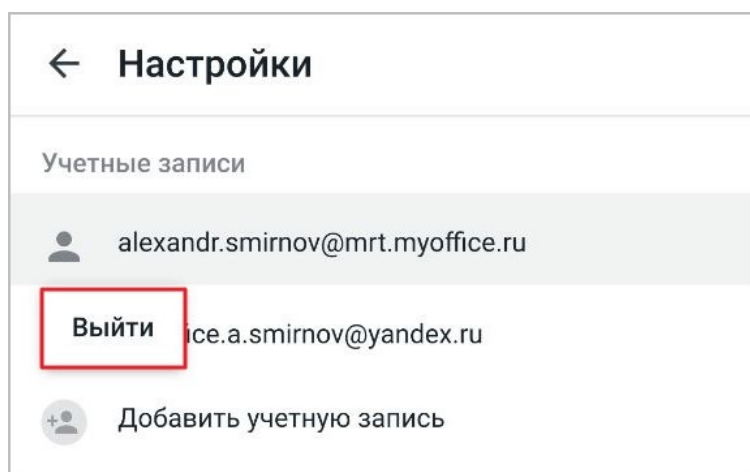 Настройки
Учетные записи
alexandr.smirnov@mrt.myoffice.ru
Выйти
ice.a.smirnov@yandex.ru
Добавить учетную запись